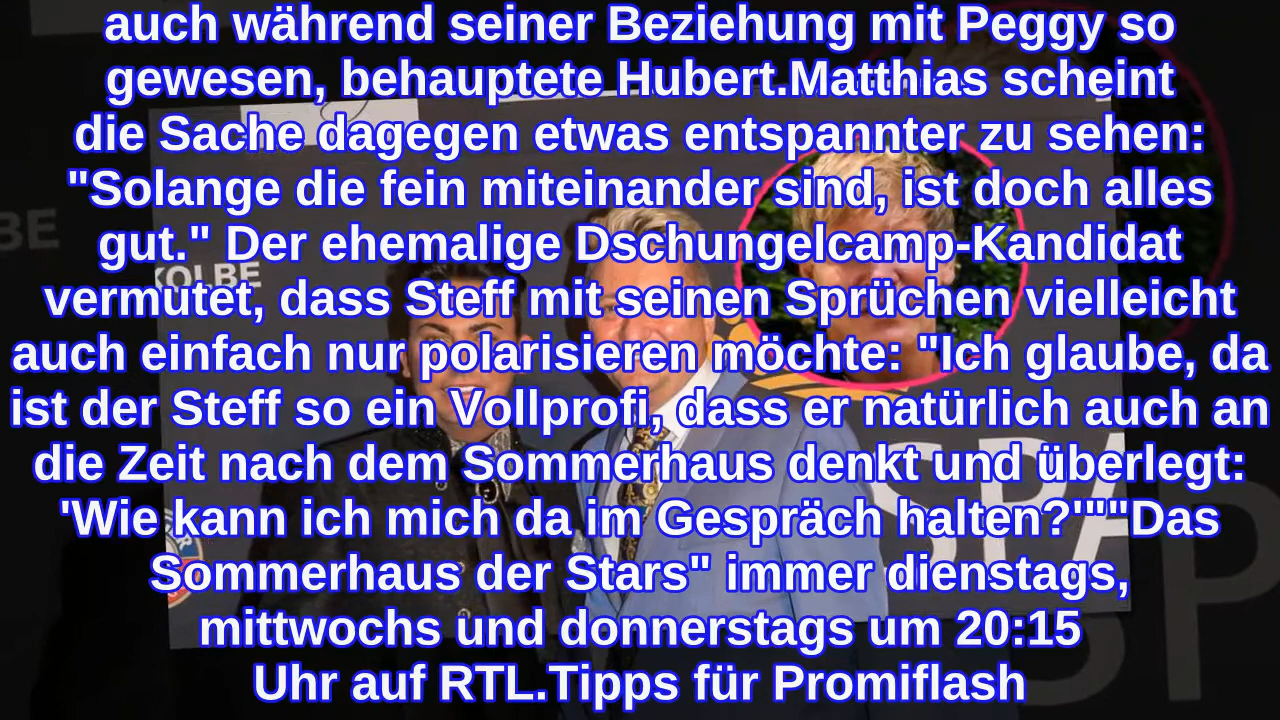 auch während seiner Beziehung mit Peggy so
gewesen, behauptete Hubert.Matthias scheint
die Sache dagegen etwas entspannter zu sehen:
"Solange die fein miteinander sind, ist doch alles
gut." Der ehemalige Dschungelcamp-Kandidat
vermutet, dass Steff mit seinen Sprüchen vielleicht
auch einfach nur polarisieren möchte: "Ich glaube, da
ist der Steff so ein Vollprofi, dass er natürlich auch an
die Zeit nach dem Sommerhaus denkt und überlegt:
'Wie kann ich mich da im Gespräch halten?'""Das
Sommerhaus der Stars" immer dienstags,
mittwochs und donnerstags um 20:15
Uhr auf RTL.Tipps für Promiflash
KOLBE
SPA